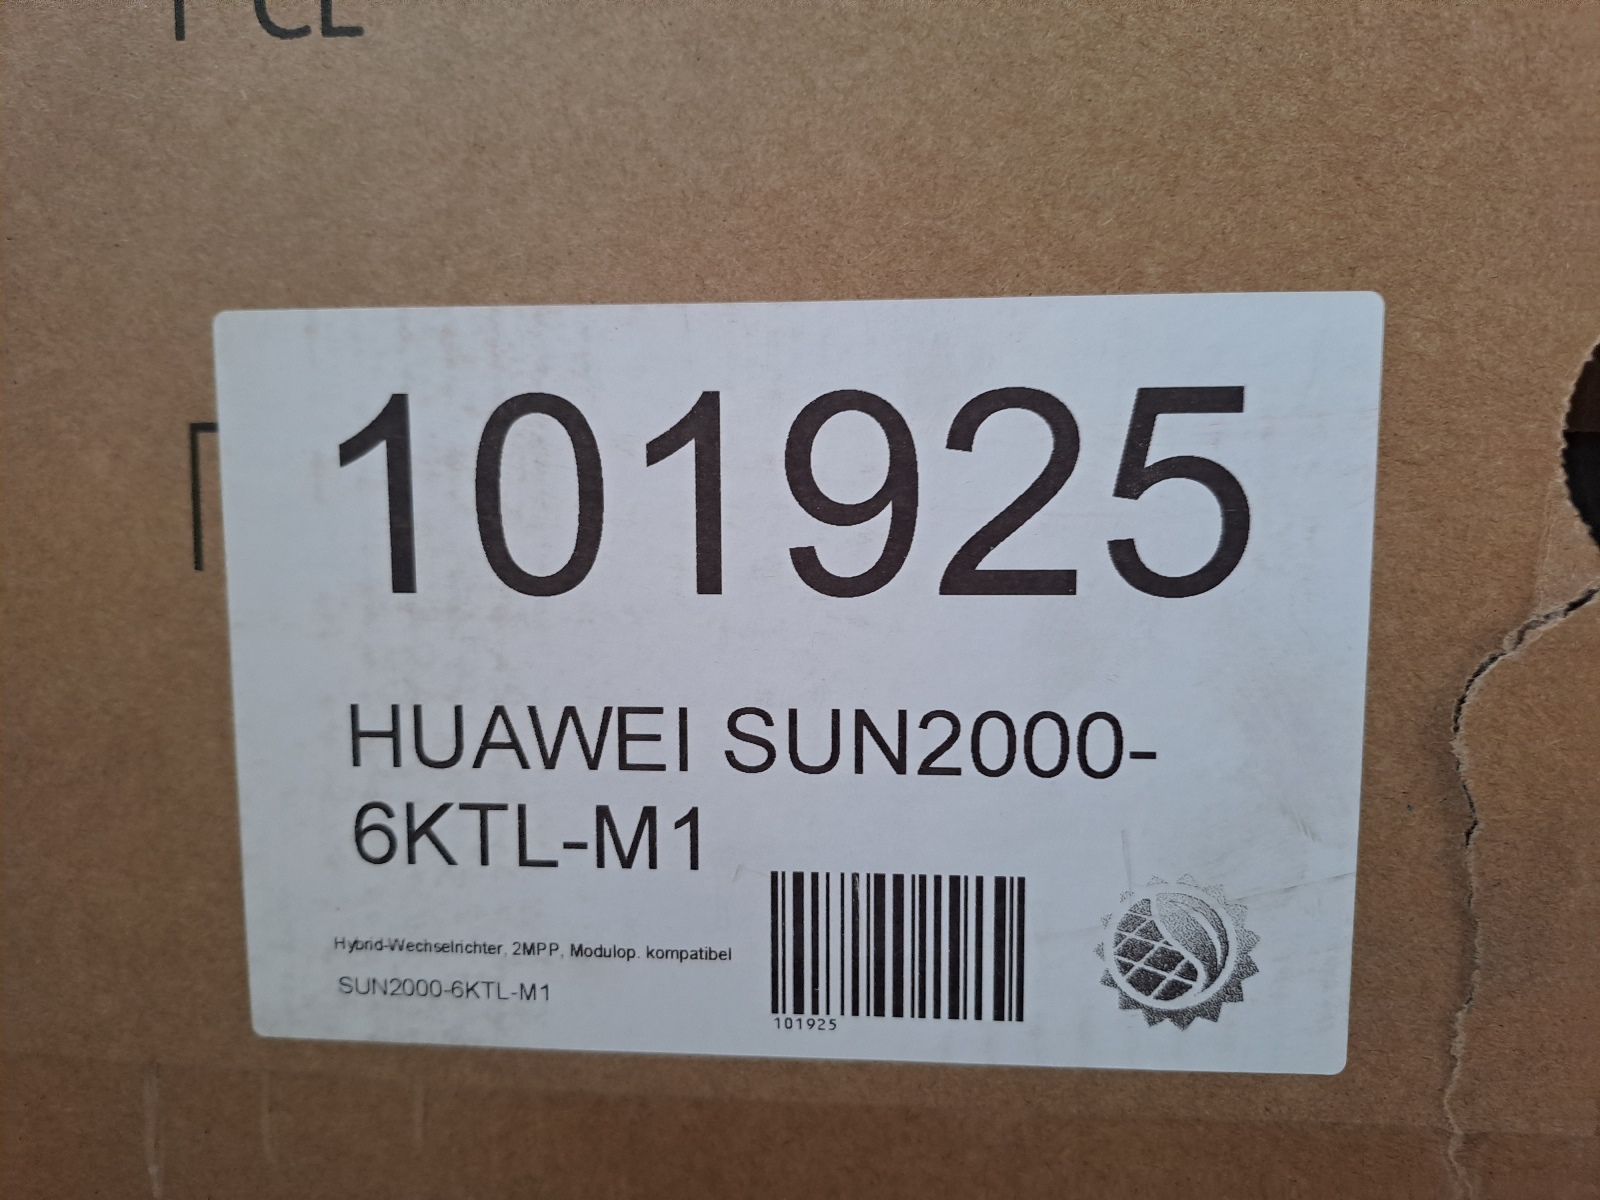 101925
HUAWEI SUN2000-
6KTL-M1
Hybrid-Wechselrichter, 2MPP, Modulop. kompatibel
SUN2000-6KTL-M1
101925